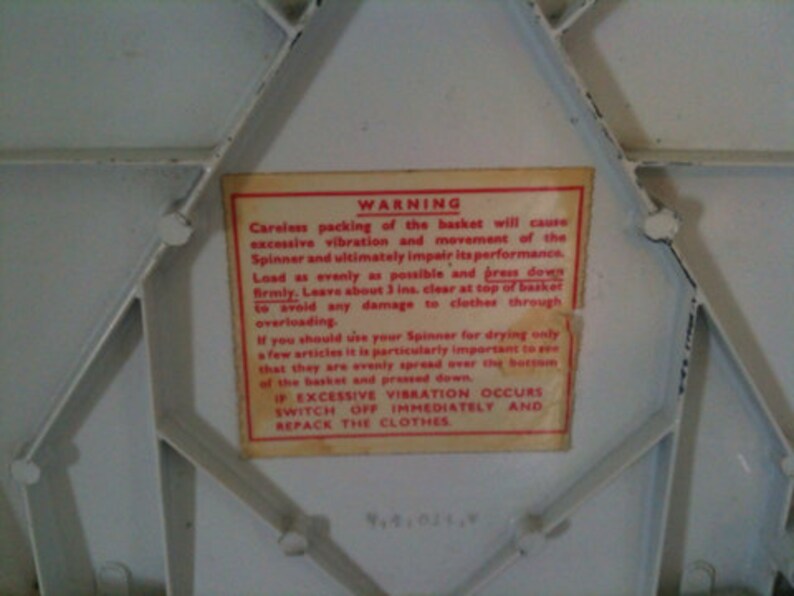 WARNING
Careless packing of the basket will cause
excessive vibration and movement of the
Spinner and ultimately impair its performance.
Load as evenly as possible and press down
firmly. Leave about 3 ins. clear at top of basket
to avoid any damage to clothes through
overloading.
If you should use your Spinner for drying only
a few articles it is particularly important to see
that they are evenly spread over the bottom
of the basket and pressed down.
IF EXCESSIVE VIBRATION OCCURS
SWITCH OFF IMMEDIATELY AND
REPACK THE CLOTHES.